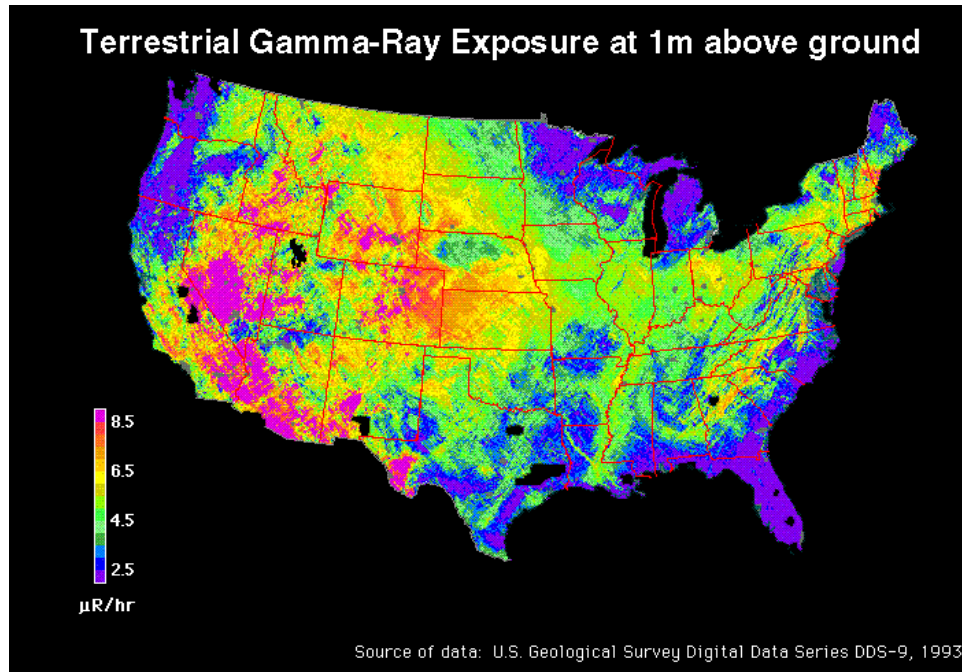 Terrestrial Gamma-Ray Exposure at 1m above ground
8.5
6.5
4.5
2.5
μR/hr
Source of data: U.S. Geological Survey Digital Data Series DDS-9, 1993